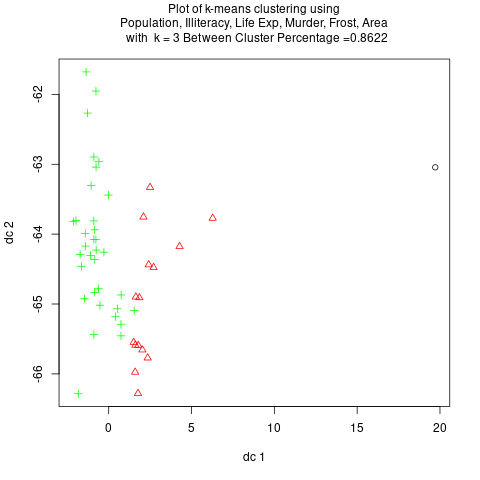 Plot of k-means clustering using
Population, Illiteracy, Life Exp, Murder, Frost, Area
with k = 3 Between Cluster Percentage =0.8622
-62
-63
-64
-65
-66
dc 2
0 5 10 15 20
dc 1